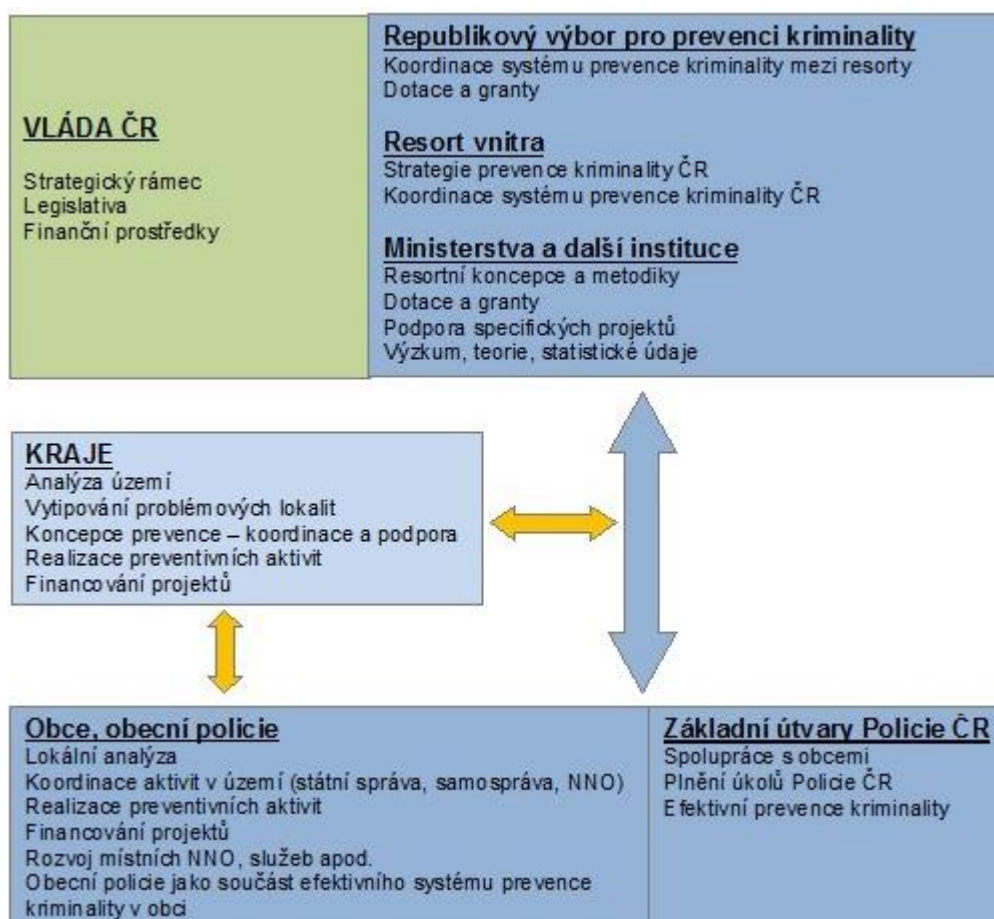 VLÁDA ČR
Strategický rámec
Legislativa
Finanční prostředky
Republikový výbor pro prevenci kriminality
Koordinace systému prevence kriminality mezi resorty
Dotace a granty
Resort vnitra
Strategie prevence kriminality ČR
Koordinace systému prevence kriminality ČR
Ministerstva a další instituce
Resortní koncepce a metodiky
Dotace a granty
Podpora specifických projektů
Výzkum, teorie, statistické údaje
KRAJE
Analýza území
Vytipování problémových lokalit
Koncepce prevence – koordinace a podpora
Realizace preventivních aktivit
Financování projektů
Obce, obecní policie
Lokální analýza
Koordinace aktivit v území (státní správa, samospráva, NNO)
Realizace preventivních aktivit
Financování projektů
Rozvoj místních NNO, služeb apod.
Obecní policie jako součást efektivního systému prevence
kriminality v obci
Základní útvary Policie ČR
Spolupráce s obcemi
Plnění úkolů Policie ČR
Efektivní prevence kriminality